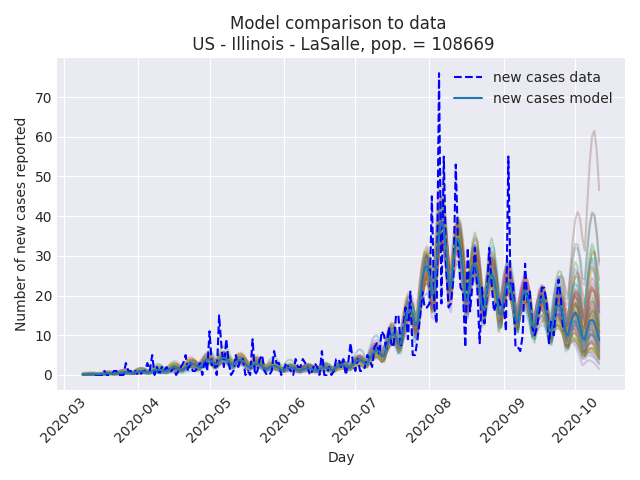 Model comparison to data
US - Illinois - LaSalle, pop. = 108669
new cases data
new cases model
Number of new cases reported
70
60
50
40
30
20
10
0
2020-03
2020-04
2020-05
2020-06
2020-07
2020-08
2020-09
2020-10
Day